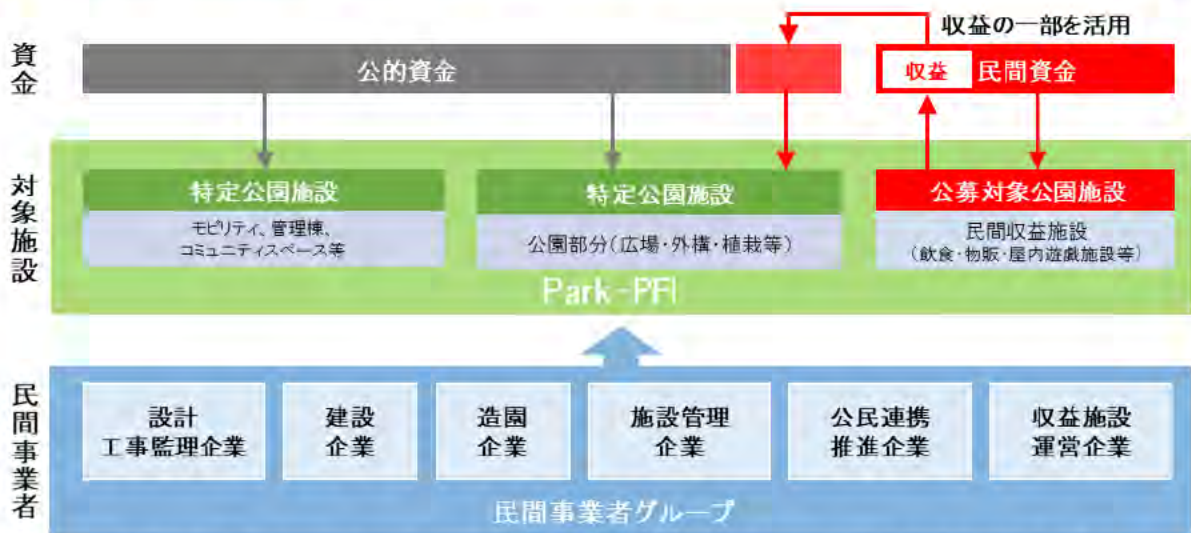 収益の一部を活用
資金
公的資金
収益
民間資金
対象施設
特定公園施設
モビリティ、管理棟、
コミュニティスペース等
特定公園施設
公園部分(広場・外構・植栽等)
公募対象公園施設
民間収益施設
(飲食・物販・屋内遊戯施設等)
Park-PFI
民間事業者
設計
工事監理企業
建設
企業
造園
企業
施設管理
企業
公民連携
推進企業
収益施設
運営企業
民間事業者グループ